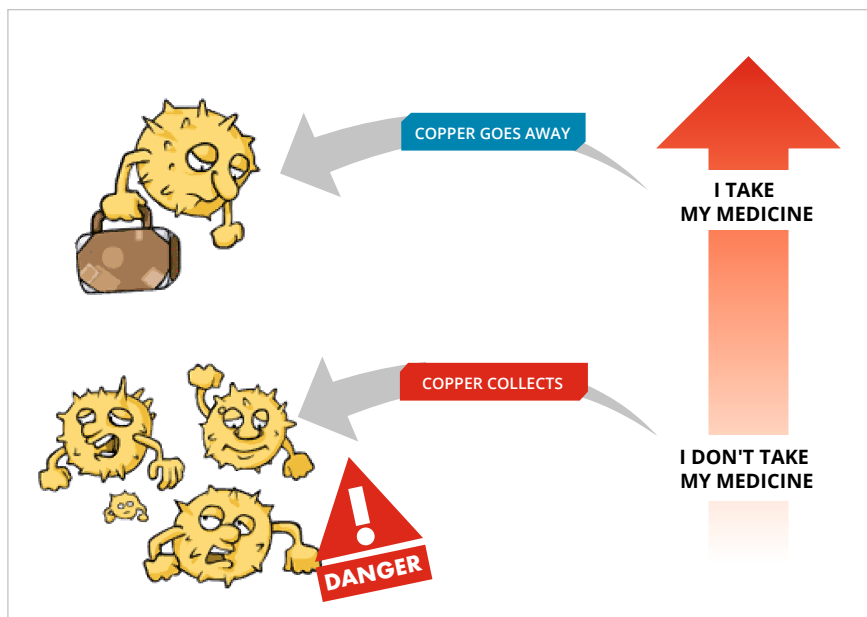 COPPER GOES AWAY
I TAKE
MY MEDICINE
COPPER COLLECTS
I DON'T TAKE
MY MEDICINE
!
DANGER